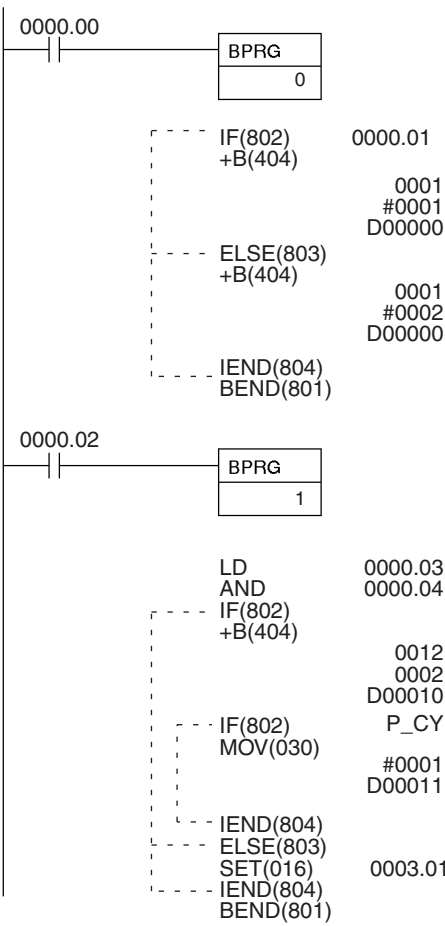 0000.00
BPRG
0
IF(802) 0000.01
+B(404)
0001
#0001
D00000
ELSE(803)
+B(404)
0001
#0002
D00000
IEND(804)
BEND(801)
0000.02
BPRG
1
LD 0000.03
AND 0000.04
IF(802)
+B(404)
0012
0002
D00010
IF(802) P_CY
MOV(030)
#0001
D00011
IEND(804)
ELSE(803)
SET(016) 0003.01
IEND(804)
BEND(801)